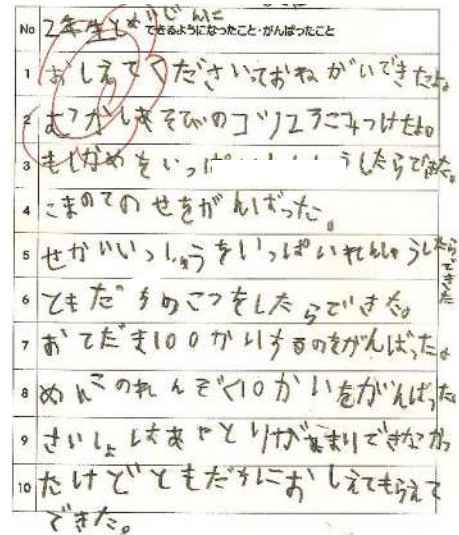 No 2年生とめいじんに
できるようになったこと・がんばったこと
1 おしえてくださいっておねがいできたよ。
2 むかしあそびのコツ2つこみつけたよ。
3 もしかめをいっぱ うしたらできた。
4 こまのてのせをがんばった。
5 せかいいっしゅうをいっぱいれんしゅうしたらできた
6 ともだちのこつをしたらできた。
7 おてだま100かいするのをがんばった。
8 めんこのれんぞく10かいをがんばった。
9 さいしょはあやとりがあまりできなかっ
10 たけどともだちにおしえてもらえて
できた。